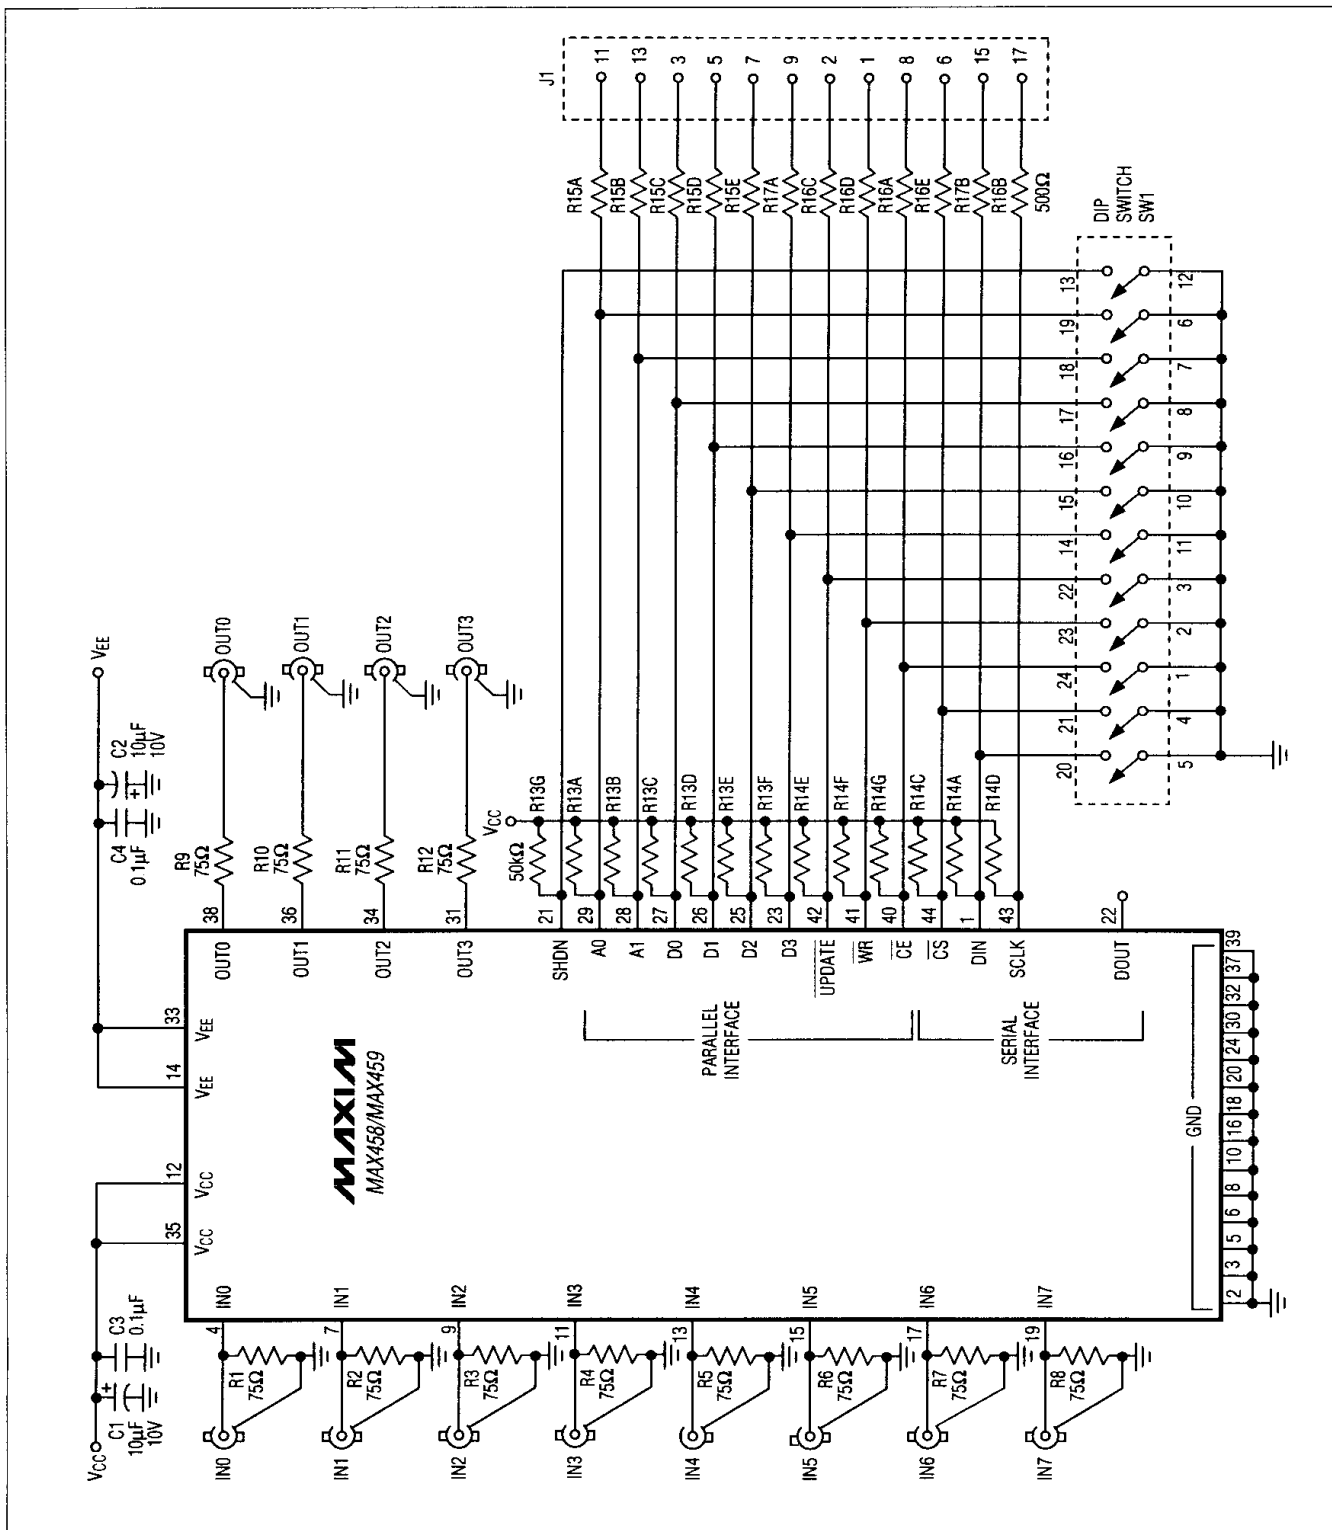 VCC
C1
10µF
10V
C3
0.1µF
C4
0.1µF
C2
10µF
10V
VEE
35
12
14
33
VCC
VCC
VEE
VEE
MAXIM
MAX458/MAX459
IN0
R1
75Ω
4
IN0
IN1
R2
75Ω
7
IN1
IN2
R3
75Ω
9
IN2
IN3
R4
75Ω
11
IN3
IN4
R5
75Ω
13
IN4
IN5
R6
75Ω
15
IN5
IN6
R7
75Ω
17
IN6
IN7
R8
75Ω
19
IN7
OUT0
38
R9
75Ω
OUT0
OUT1
36
R10
75Ω
OUT1
OUT2
34
R11
75Ω
OUT2
OUT3
31
R12
75Ω
OUT3
VCC
50kΩ
R13G
SHDN
21
R13A
A0
29
R13B
A1
28
R13C
D0
27
R13D
D1
26
R13E
D2
25
R13F
D3
23
R14E
UPDATE
42
R14F
WR
41
R14G
CE
40
R14C
CS
44
R14A
DIN
1
R14D
SCLK
43
DOUT
22
PARALLEL
INTERFACE
SERIAL
INTERFACE
J1
R15A
11
R15B
13
R15C
3
R15D
5
R15E
7
R17A
9
R16C
2
R16D
1
R16A
8
R16E
6
R17B
15
R16B
17
500Ω
DIP
SWITCH
SW1
20
21
24
23
22
14
15
16
17
18
19
13
5
4
1
2
3
11
10
9
8
7
6
12
GND
2
3
5
6
8
10
16
18
20
24
30
32
37
39